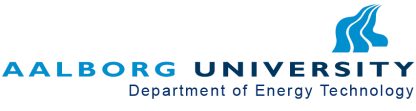 AALBORG UNIVERSITY
Department of Energy Technology